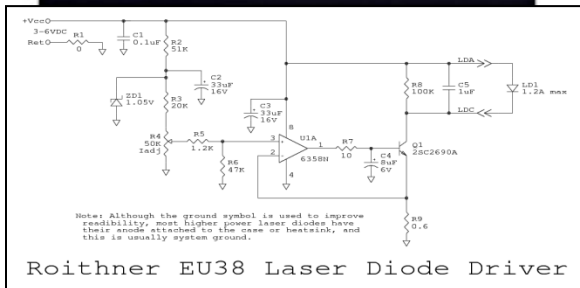 +Vcc
3-6VDC
Ret
R1
0
C1
0.1uF
R2
51K
C2
33uF
16V
ZD1
1.05V
R3
20K
R4
50K
Iadj
R5
1.2K
R6
47K
C3
33uF
16V
8
3
2
1
4
U1A
6358N
R7
10
C4
8uF
6V
Q1
2SC2690A
R8
100K
C5
1uF
LDA
LDC
LD1
1.2A max
R9
0.6
Note: Although the ground symbol is used to improve
readibility, most higher power laser diodes have
their anode attached to the case or heatsink, and
this is usually system ground.
Roithner EU38 Laser Diode Driver